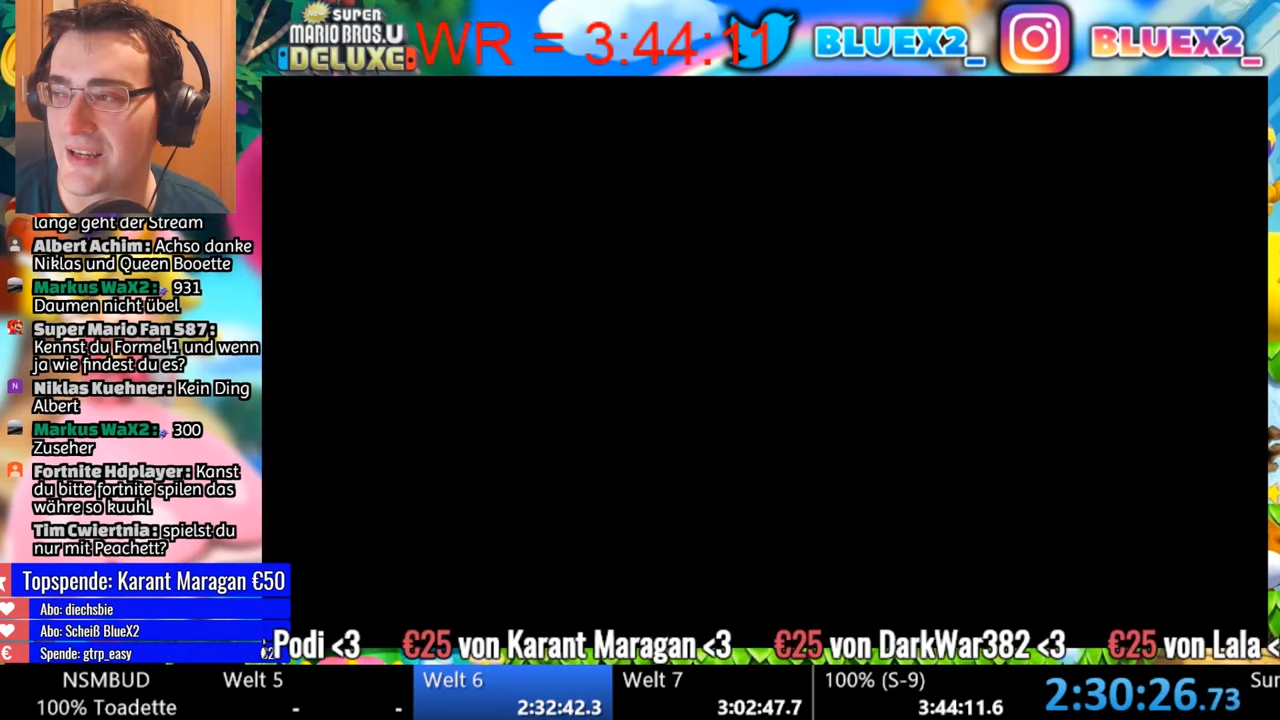 New
SUPER
MARIO BROS.U
DELUXE
WR = 3:44:11
BLUEX2_
BLUEX2_
lange geht der Stream
Albert Achim: Achso danke
Niklas und Queen Booette
Markus WaX2: 931
Daumen nicht übel
Super Mario Fan 587:
Kennst du Formel 1 und wenn
ja wie findest du es?
N
Niklas Kuehner: Kein Ding
Albert
Markus WaX2: 300
Zuseher
Fortnite Hdplayer: Kanst
du bitte fortnite spilen das
währe so kuuhl
Tim Cwiertnia: spielst du
nur mit Peachett?
Topspende: Karant Maragan €50
Abo: diechsbie
Abo: Scheiß BlueX2
€ Spende: gtrp_easy €2
Podi <3 €25 von Karant Maragan <3 €25 von DarkWar382 <3 €25 von Lala <
NSMBUD Welt 5 Welt 6 Welt 7 100% (S-9) 2:30:26.73 Sur
100% Toadette - - 2:32:42.3 3:02:47.7 3:44:11.6